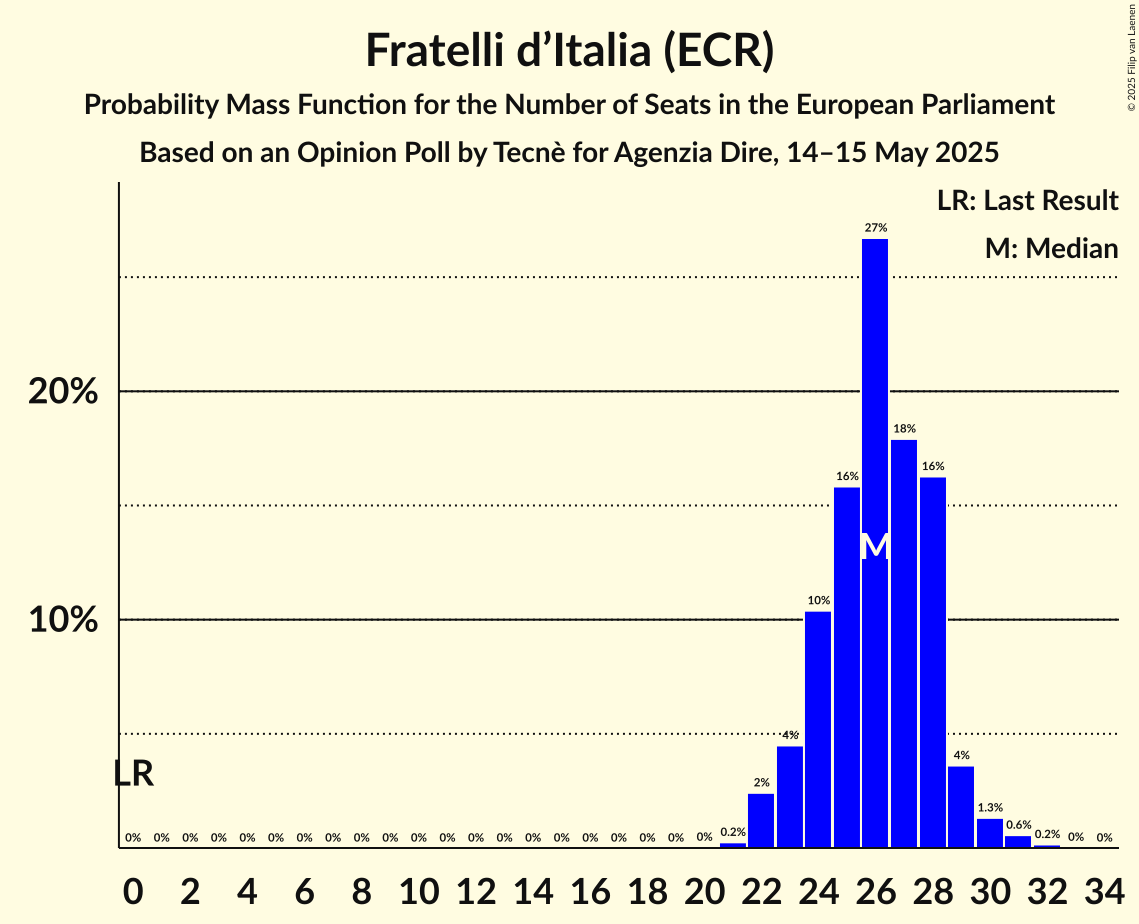 Fratelli d’Italia (ECR)
Probability Mass Function for the Number of Seats in the European Parliament
Based on an Opinion Poll by Tecnè for Agenzia Dire, 14–15 May 2025
© 2025 Filip van Laenen
LR: Last Result
M: Median
27%
20%
18%
16%
16%
M
10%
10%
4%
LR
4%
2%
1.3%
0.6%
0% 0% 0% 0% 0% 0% 0% 0% 0% 0% 0% 0% 0% 0% 0% 0% 0% 0% 0% 0% 0% 0.2% 0.2% 0% 0%
0 2 4 6 8 10 12 14 16 18 20 22 24 26 28 30 32 34